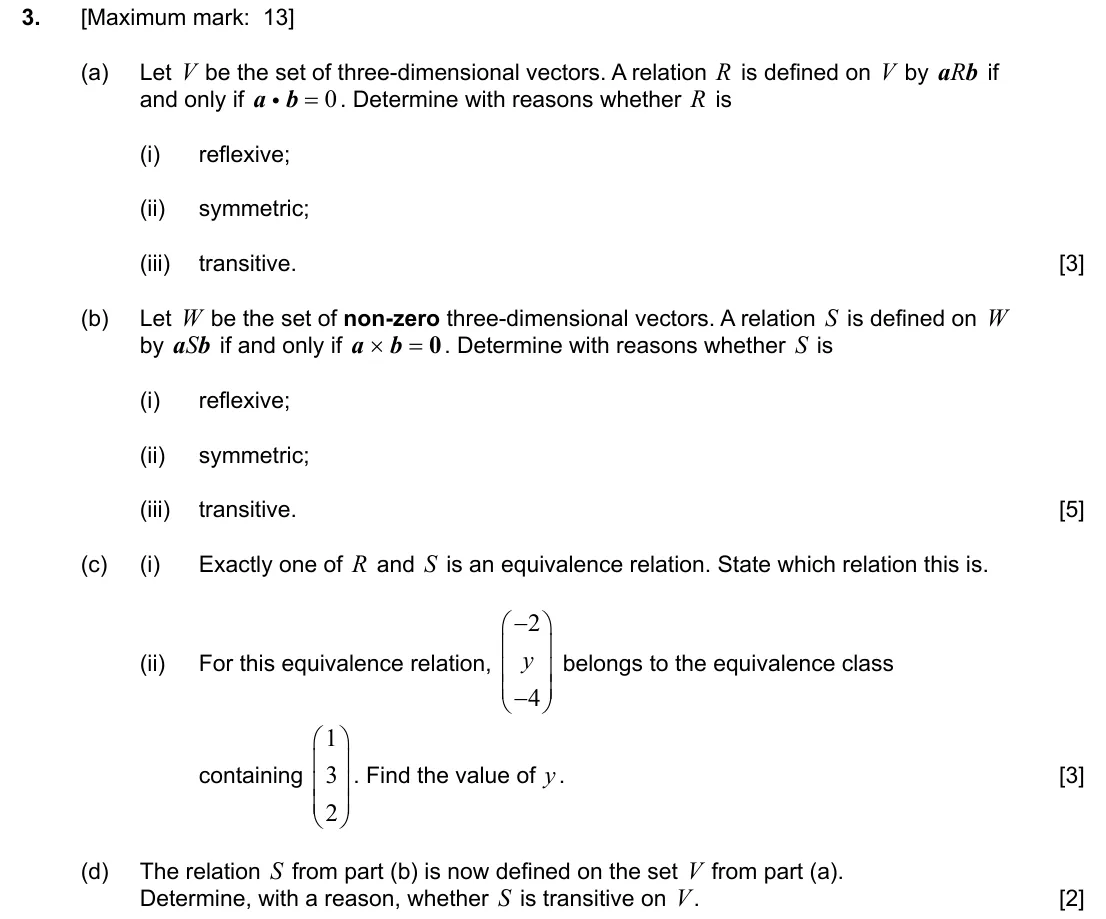 3. [Maximum mark: 13]
(a) Let V be the set of three-dimensional vectors. A relation R is defined on V by aRb if
and only if a • b = 0. Determine with reasons whether R is
(i) reflexive;
(ii) symmetric;
(iii) transitive. [3]
(b) Let W be the set of non-zero three-dimensional vectors. A relation S is defined on W
by aSb if and only if a × b = 0. Determine with reasons whether S is
(i) reflexive;
(ii) symmetric;
(iii) transitive. [5]
(c) (i) Exactly one of R and S is an equivalence relation. State which relation this is.
−2
(ii) For this equivalence relation, ( y ) belongs to the equivalence class
−4
1
containing ( 3 ). Find the value of y. [3]
2
(d) The relation S from part (b) is now defined on the set V from part (a).
Determine, with a reason, whether S is transitive on V. [2]